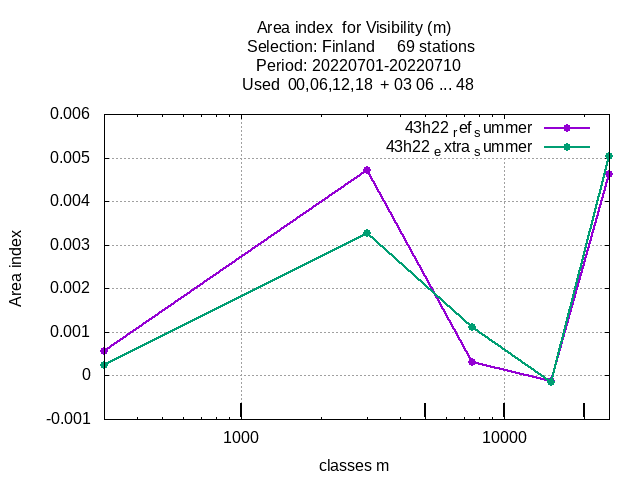 Area index  for Visibility (m)
Selection: Finland     69 stations
Period: 20220701-20220710
Used  00,06,12,18  + 03 06 ... 48
43h22 ref summer
43h22 extra summer
0.006
0.005
0.004
0.003
0.002
0.001
0
-0.001
Area index
1000
10000
classes m